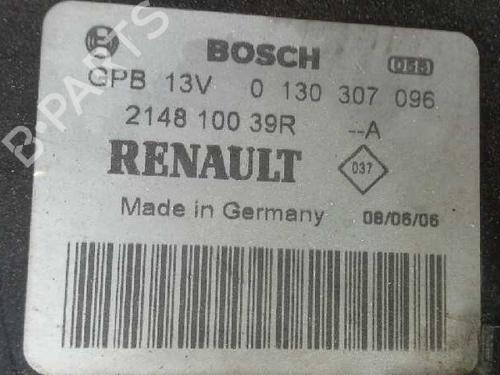 BOSCH
GPB 13V 0 130 307 096
2148 100 39R --A
RENAULT 037
Made in Germany 08/06/06
B-PARTS